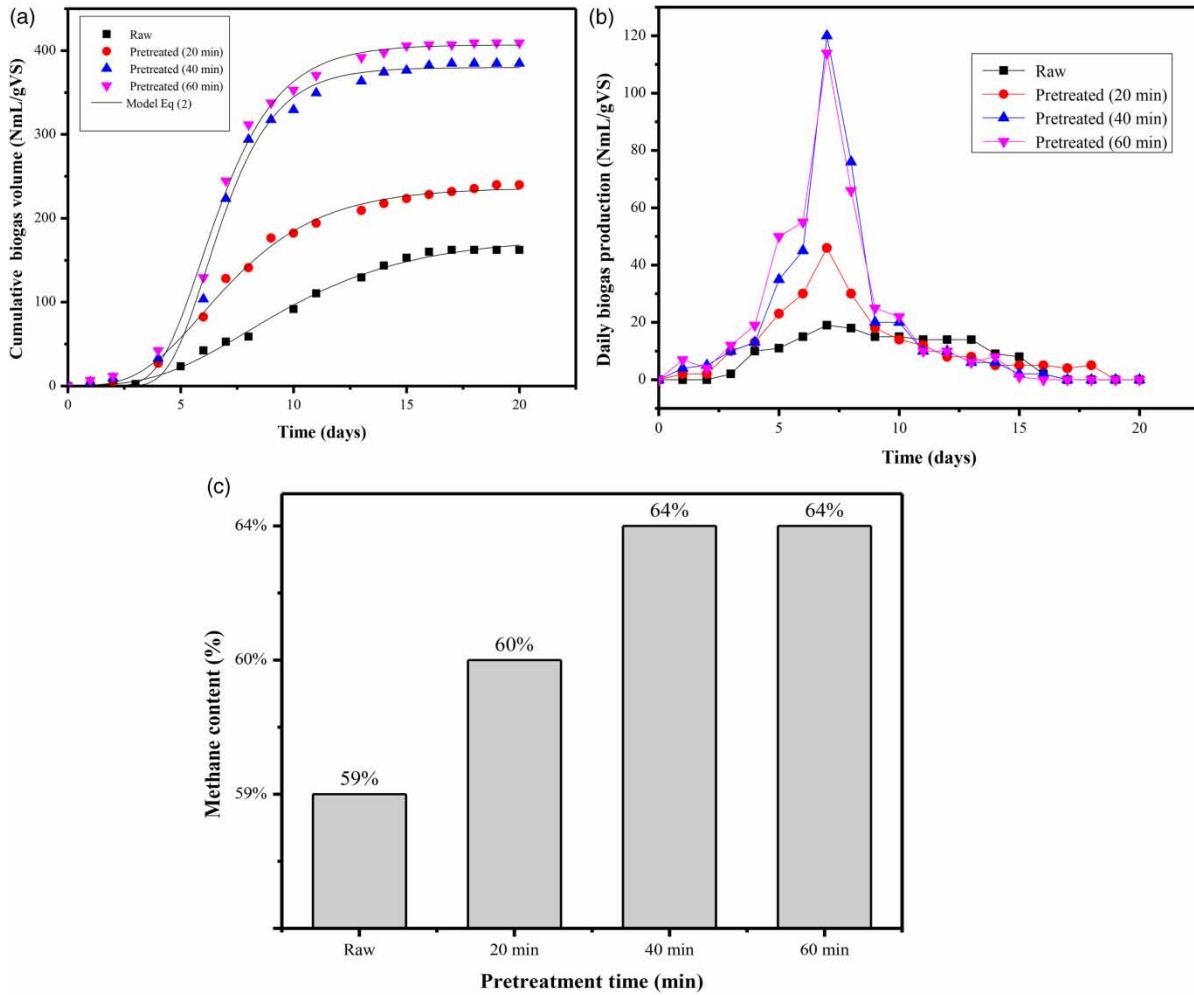 (a)
Raw
Pretreated (20 min)
Pretreated (40 min)
Pretreated (60 min)
Model Eq (2)
Cumulative biogas volume (NmL/gVS)
400
300
200
100
0
0 5 10 15 20
Time (days)
(b)
Raw
Pretreated (20 min)
Pretreated (40 min)
Pretreated (60 min)
Daily biogas production (NmL/gVS)
120
100
80
60
40
20
0
0 5 10 15 20
Time (days)
(c)
Methane content (%)
64%
60%
59%
59%
60%
64%
64%
Raw 20 min 40 min 60 min
Pretreatment time (min)